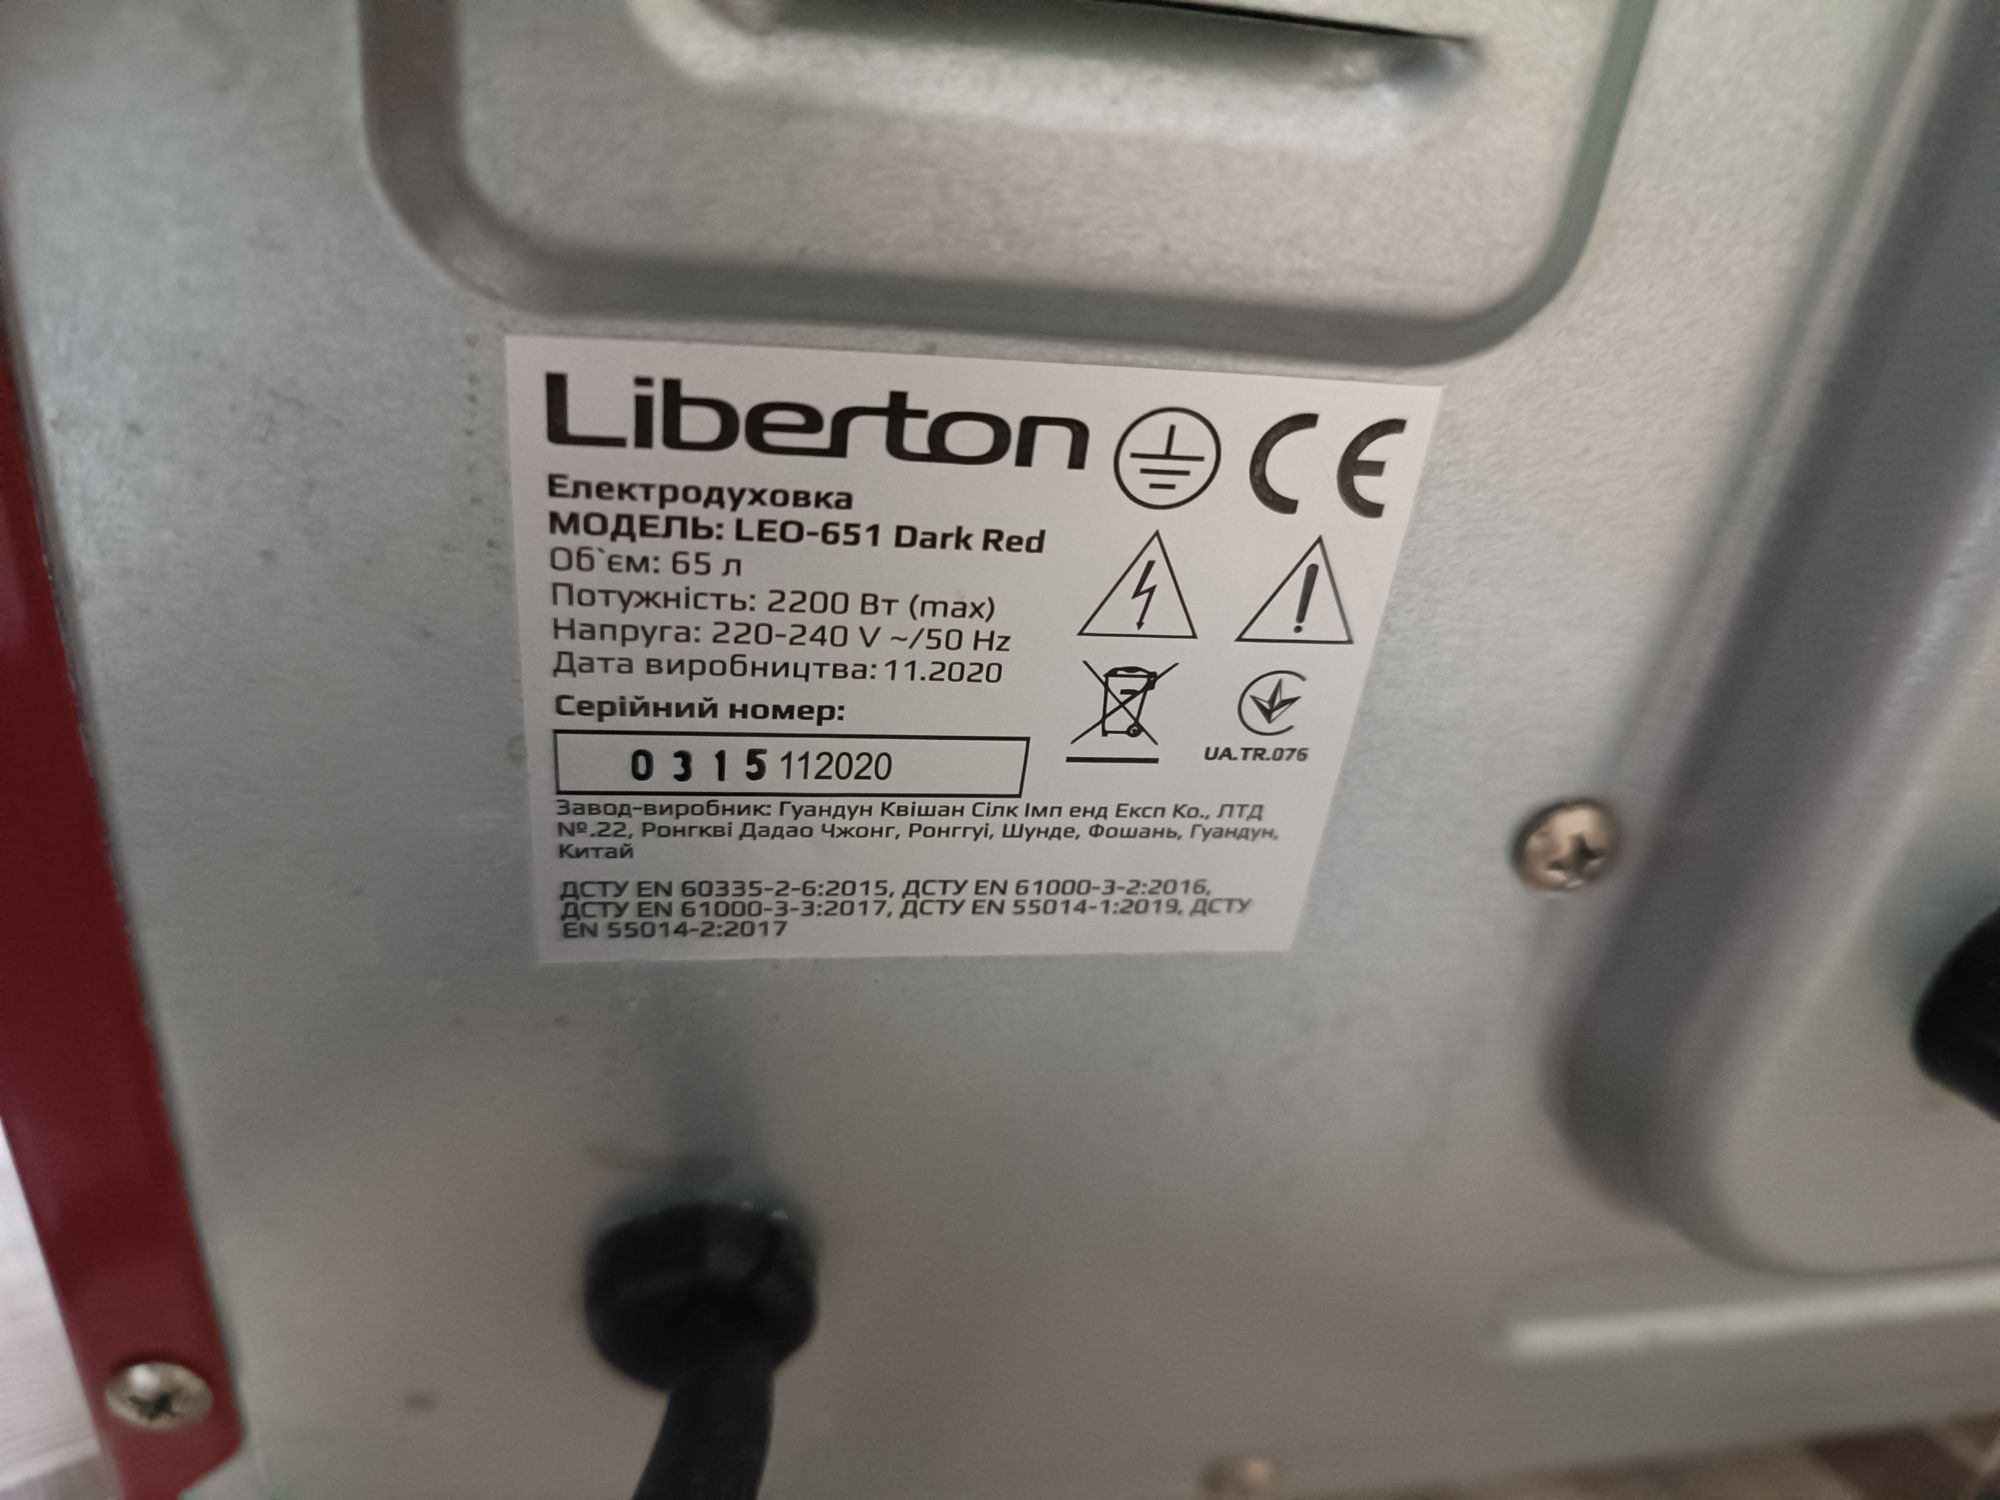 Liberton
CE
Електродуховка
МОДЕЛЬ: LEO-651 Dark Red
Об`єм: 65 л
Потужність: 2200 Вт (max)
Напруга: 220-240 V ~/50 Hz
Дата виробництва: 11.2020
Серійний номер:
0315 112020
UA.TR.076
Завод-виробник: Гуандун Квішан Сілк Імп енд Експ Ко., ЛТД
№.22, Ронгкві Дадао Чжонг, Ронггуі, Шунде, Фошань, Гуандун,
Китай
ДСТУ EN 60335-2-6:2015, ДСТУ EN 61000-3-2:2016,
ДСТУ EN 61000-3-3:2017, ДСТУ EN 55014-1:2019, ДСТУ
EN 55014-2:2017